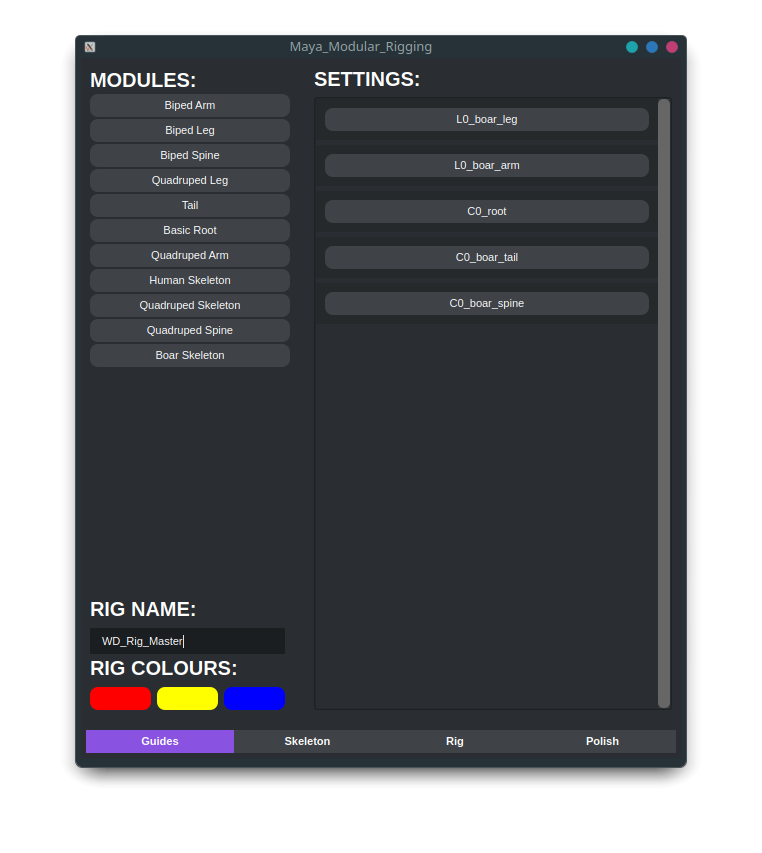 Maya_Modular_Rigging
MODULES:
Biped Arm
Biped Leg
Biped Spine
Quadruped Leg
Tail
Basic Root
Quadruped Arm
Human Skeleton
Quadruped Skeleton
Quadruped Spine
Boar Skeleton
SETTINGS:
L0_boar_leg
L0_boar_arm
C0_root
C0_boar_tail
C0_boar_spine
RIG NAME:
WD_Rig_Master
RIG COLOURS:
Guides Skeleton Rig Polish